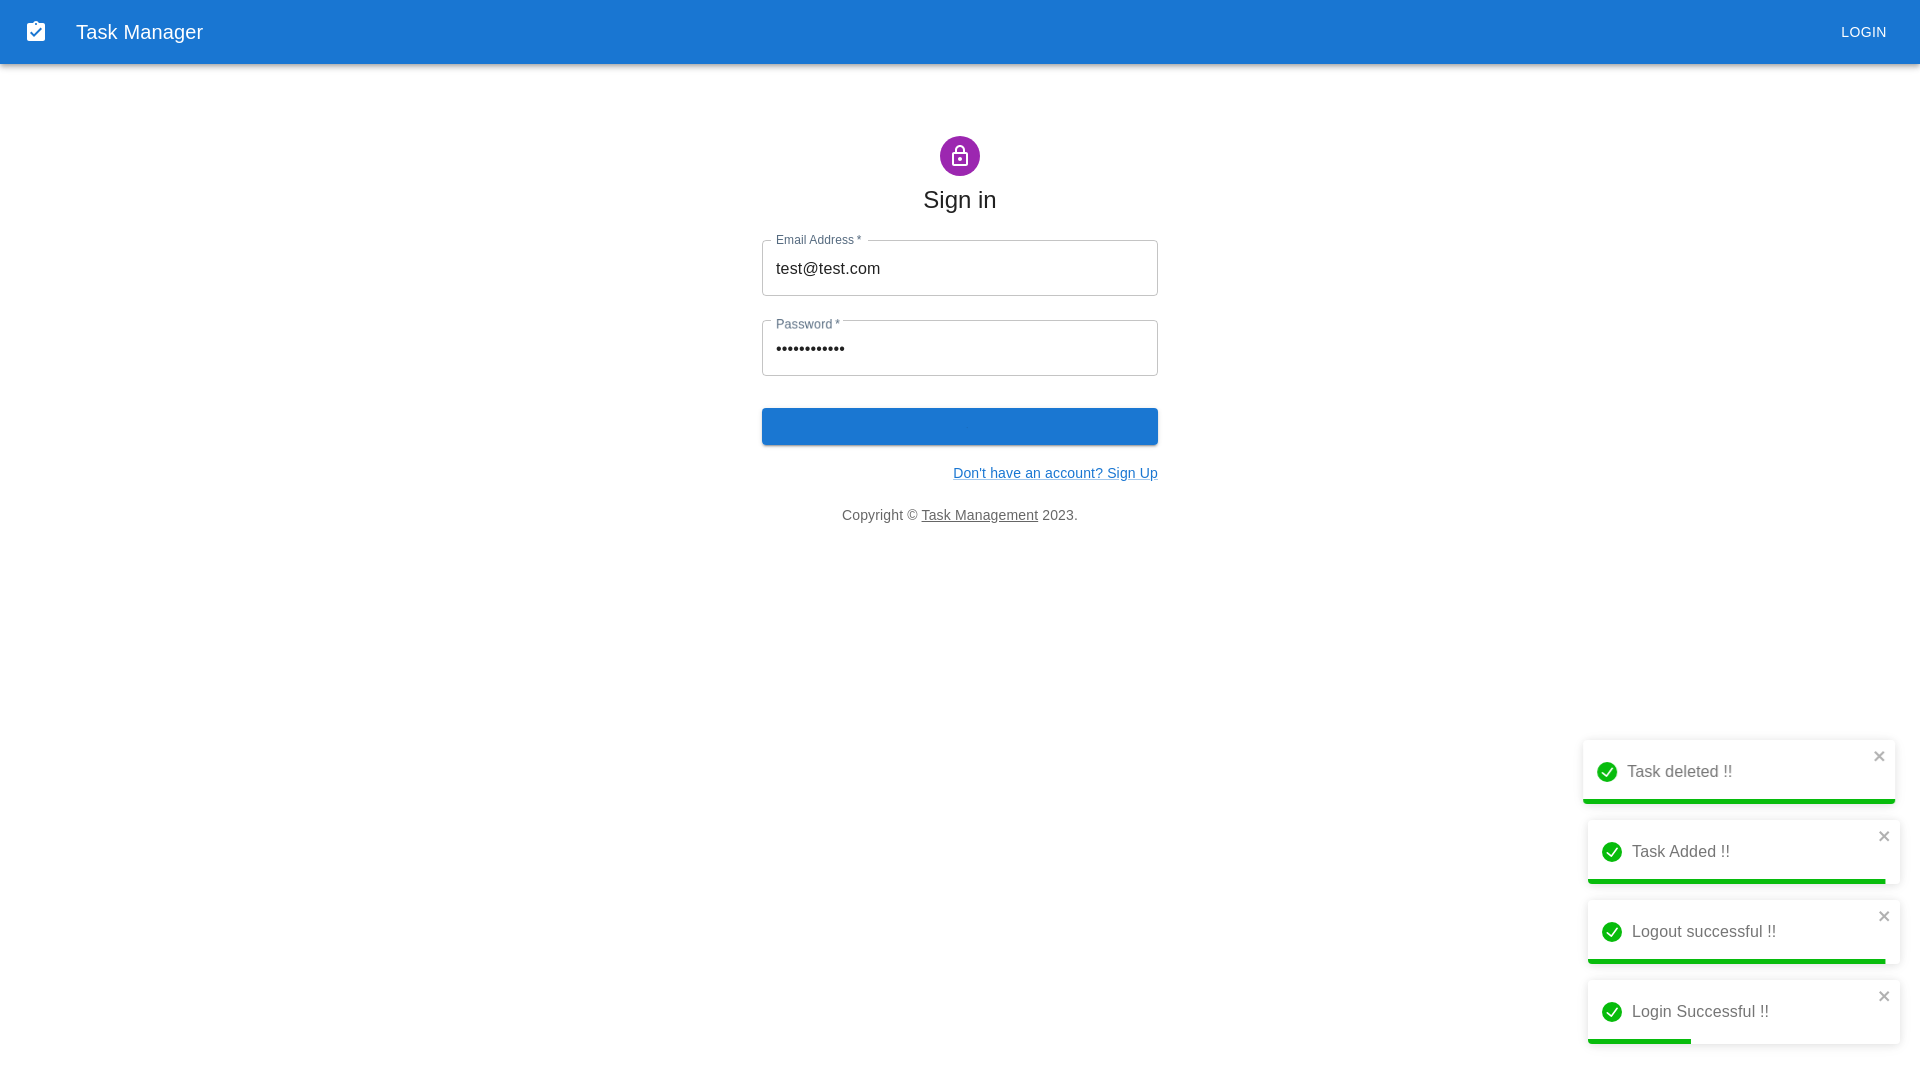 Task Manager
LOGIN
Sign in
Email Address *
test@test.com
Password *
••••••••••••
Don't have an account? Sign Up
Copyright © Task Management 2023.
Task deleted !!
Task Added !!
Logout successful !!
Login Successful !!